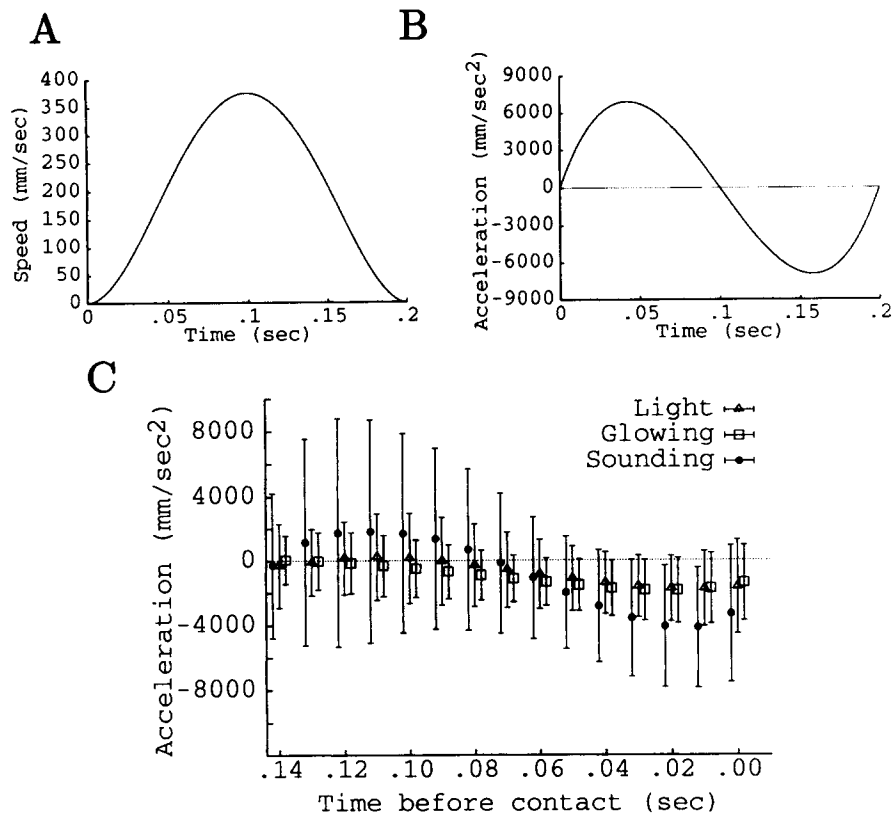 A
Speed (mm/sec)
400
350
300
250
200
150
100
50
0
0 .05 .1 .15 .2
Time (sec)
B
Acceleration (mm/sec2)
9000
6000
3000
0
-3000
-6000
-9000
0 .05 .1 .15 .2
Time (sec)
C
Acceleration (mm/sec2)
8000
4000
0
-4000
-8000
Light
Glowing
Sounding
.14 .12 .10 .08 .06 .04 .02 .00
Time before contact (sec)